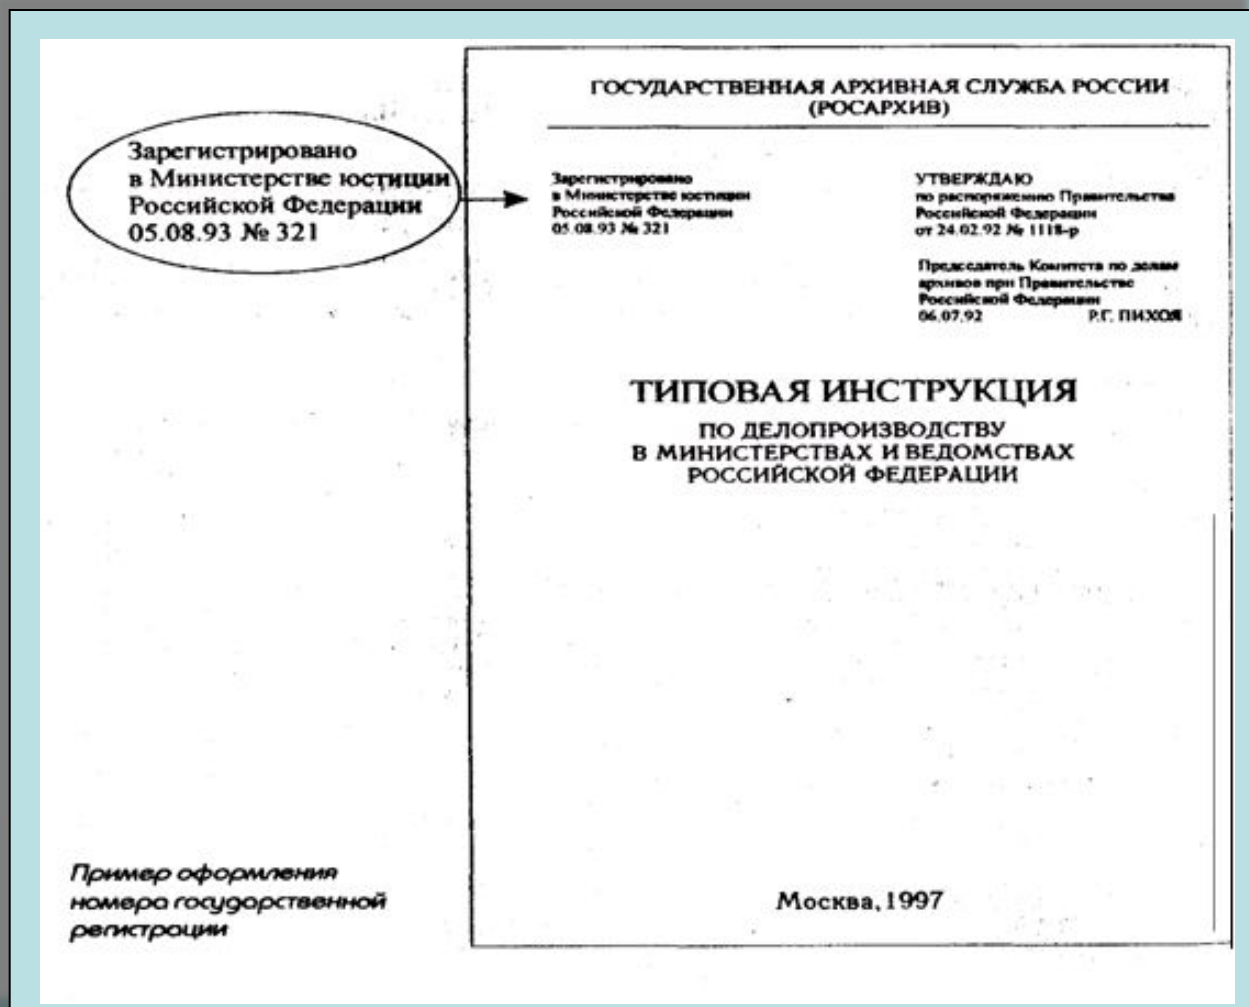 Зарегистрировано
в Министерстве юстиции
Российской Федерации
05.08.93 № 321
ГОСУДАРСТВЕННАЯ АРХИВНАЯ СЛУЖБА РОССИИ
(РОСАРХИВ)
Зарегистрировано
в Министерстве юстиции
Российской Федерации
05.08.93 № 321
УТВЕРЖДАЮ
по распоряжению Правительства
Российской Федерации
от 24.02.92 № 1118-р
Председатель Комитета по делам
архивов при Правительстве
Российской Федерации
06.07.92 Р.Г. ПИХОЯ
ТИПОВАЯ ИНСТРУКЦИЯ
ПО ДЕЛОПРОИЗВОДСТВУ
В МИНИСТЕРСТВАХ И ВЕДОМСТВАХ
РОССИЙСКОЙ ФЕДЕРАЦИИ
Москва, 1997
Пример оформления
номера государственной
регистрации